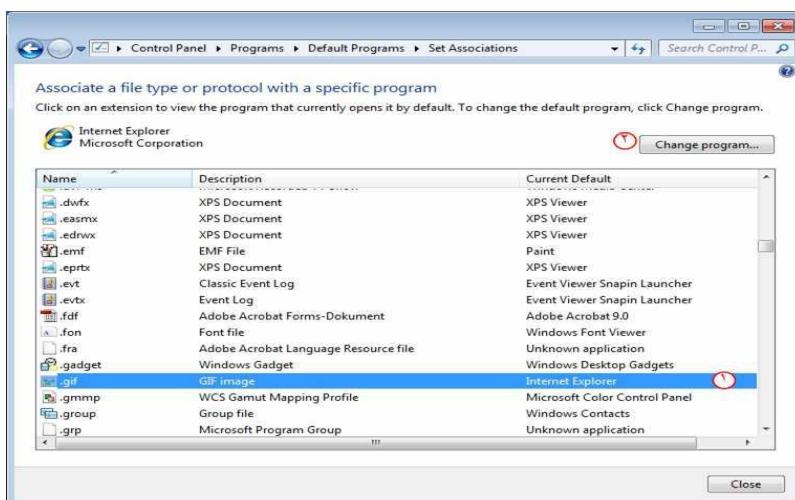 Control Panel ▸ Programs ▸ Default Programs ▸ Set Associations
Search Control P...
Associate a file type or protocol with a specific program
Click on an extension to view the program that currently opens it by default. To change the default program, click Change program.
Internet Explorer
Microsoft Corporation
۲ Change program...
Name Description Current Default
.dwfx XPS Document XPS Viewer
.easmx XPS Document XPS Viewer
.edrwx XPS Document XPS Viewer
.emf EMF File Paint
.eprtx XPS Document XPS Viewer
.evt Classic Event Log Event Viewer Snapin Launcher
.evtx Event Log Event Viewer Snapin Launcher
.fdf Adobe Acrobat Forms-Dokument Adobe Acrobat 9.0
.fon Font file Windows Font Viewer
.fra Adobe Acrobat Language Resource file Unknown application
.gadget Windows Gadget Windows Desktop Gadgets
.gif GIF image Internet Explorer ۱
.gmmp WCS Gamut Mapping Profile Microsoft Color Control Panel
.group Group file Windows Contacts
.grp Microsoft Program Group Unknown application
Close